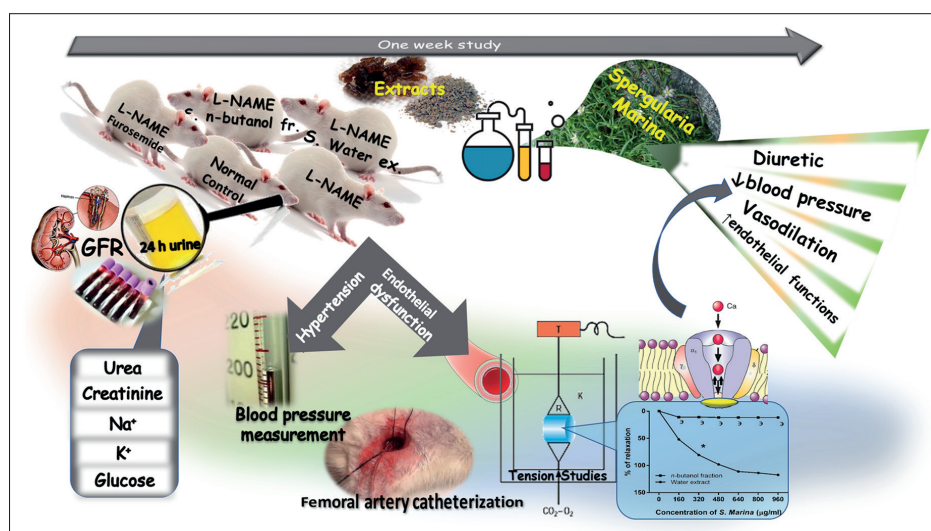 One week study
Extracts
Spergularia
Marina
L-NAME
Furosemide
L-NAME
S. n-butanol fr.
L-NAME
S. Water ex.
Normal
Control
L-NAME
GFR
24 h urine
Urea
Creatinine
Na⁺
K⁺
Glucose
Hypertension
Endothelial
dysfunction
220
200
Blood pressure
measurement
Femoral artery catheterization
T
K
R
Tension Studies
CO₂-O₂
Diuretic
↓blood pressure
Vasodilation
↑endothelial functions
Ca
α₁
γ
δ
% of relaxation
0
50
100
150
*
n-butanol fraction
Water extract
0 160 320 480 640 800 960
Concentration of S. Marina (µg/ml)